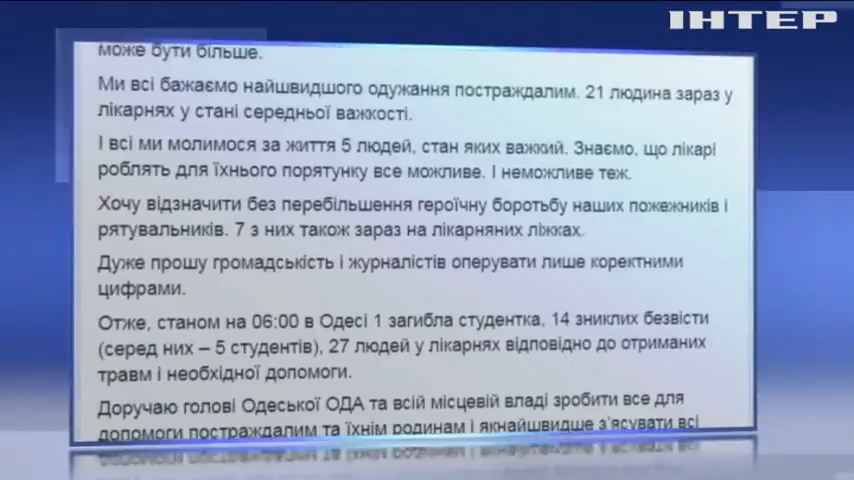 ІНТЕР
може бути більше.
Ми всі бажаємо найшвидшого одужання постраждалим. 21 людина зараз у
лікарнях у стані середньої важкості.
І всі ми молимося за життя 5 людей, стан яких важкий. Знаємо, що лікарі
роблять для їхнього порятунку все можливе. І неможливе теж.
Хочу відзначити без перебільшення героїчну боротьбу наших пожежників і
рятувальників. 7 з них також зараз на лікарняних ліжках.
Дуже прошу громадськість і журналістів оперувати лише коректними
цифрами.
Отже, станом на 06:00 в Одесі 1 загибла студентка, 14 зниклих безвісти
(серед них – 5 студентів), 27 людей у лікарнях відповідно до отриманих
травм і необхідної допомоги.
Доручаю голові Одеської ОДА та всій місцевій владі зробити все для
допомоги постраждалим та їхнім родинам і якнайшвидше з'ясувати всі